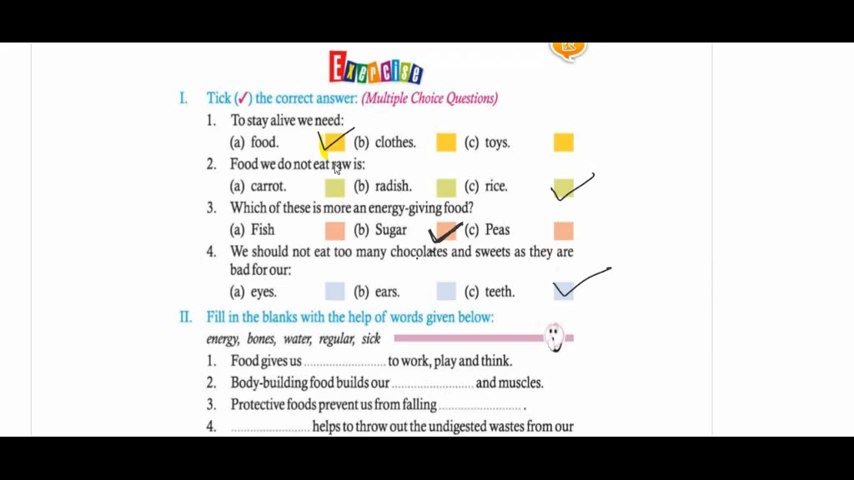 Exercise
I. Tick (✓) the correct answer: (Multiple Choice Questions)
1. To stay alive we need:
(a) food. (b) clothes. (c) toys.
2. Food we do not eat raw is:
(a) carrot. (b) radish. (c) rice.
3. Which of these is more an energy-giving food?
(a) Fish (b) Sugar (c) Peas
4. We should not eat too many chocolates and sweets as they are
bad for our:
(a) eyes. (b) ears. (c) teeth.
II. Fill in the blanks with the help of words given below:
energy, bones, water, regular, sick
1. Food gives us ........................ to work, play and think.
2. Body-building food builds our ........................ and muscles.
3. Protective foods prevent us from falling ........................ .
4. ........................ helps to throw out the undigested wastes from our